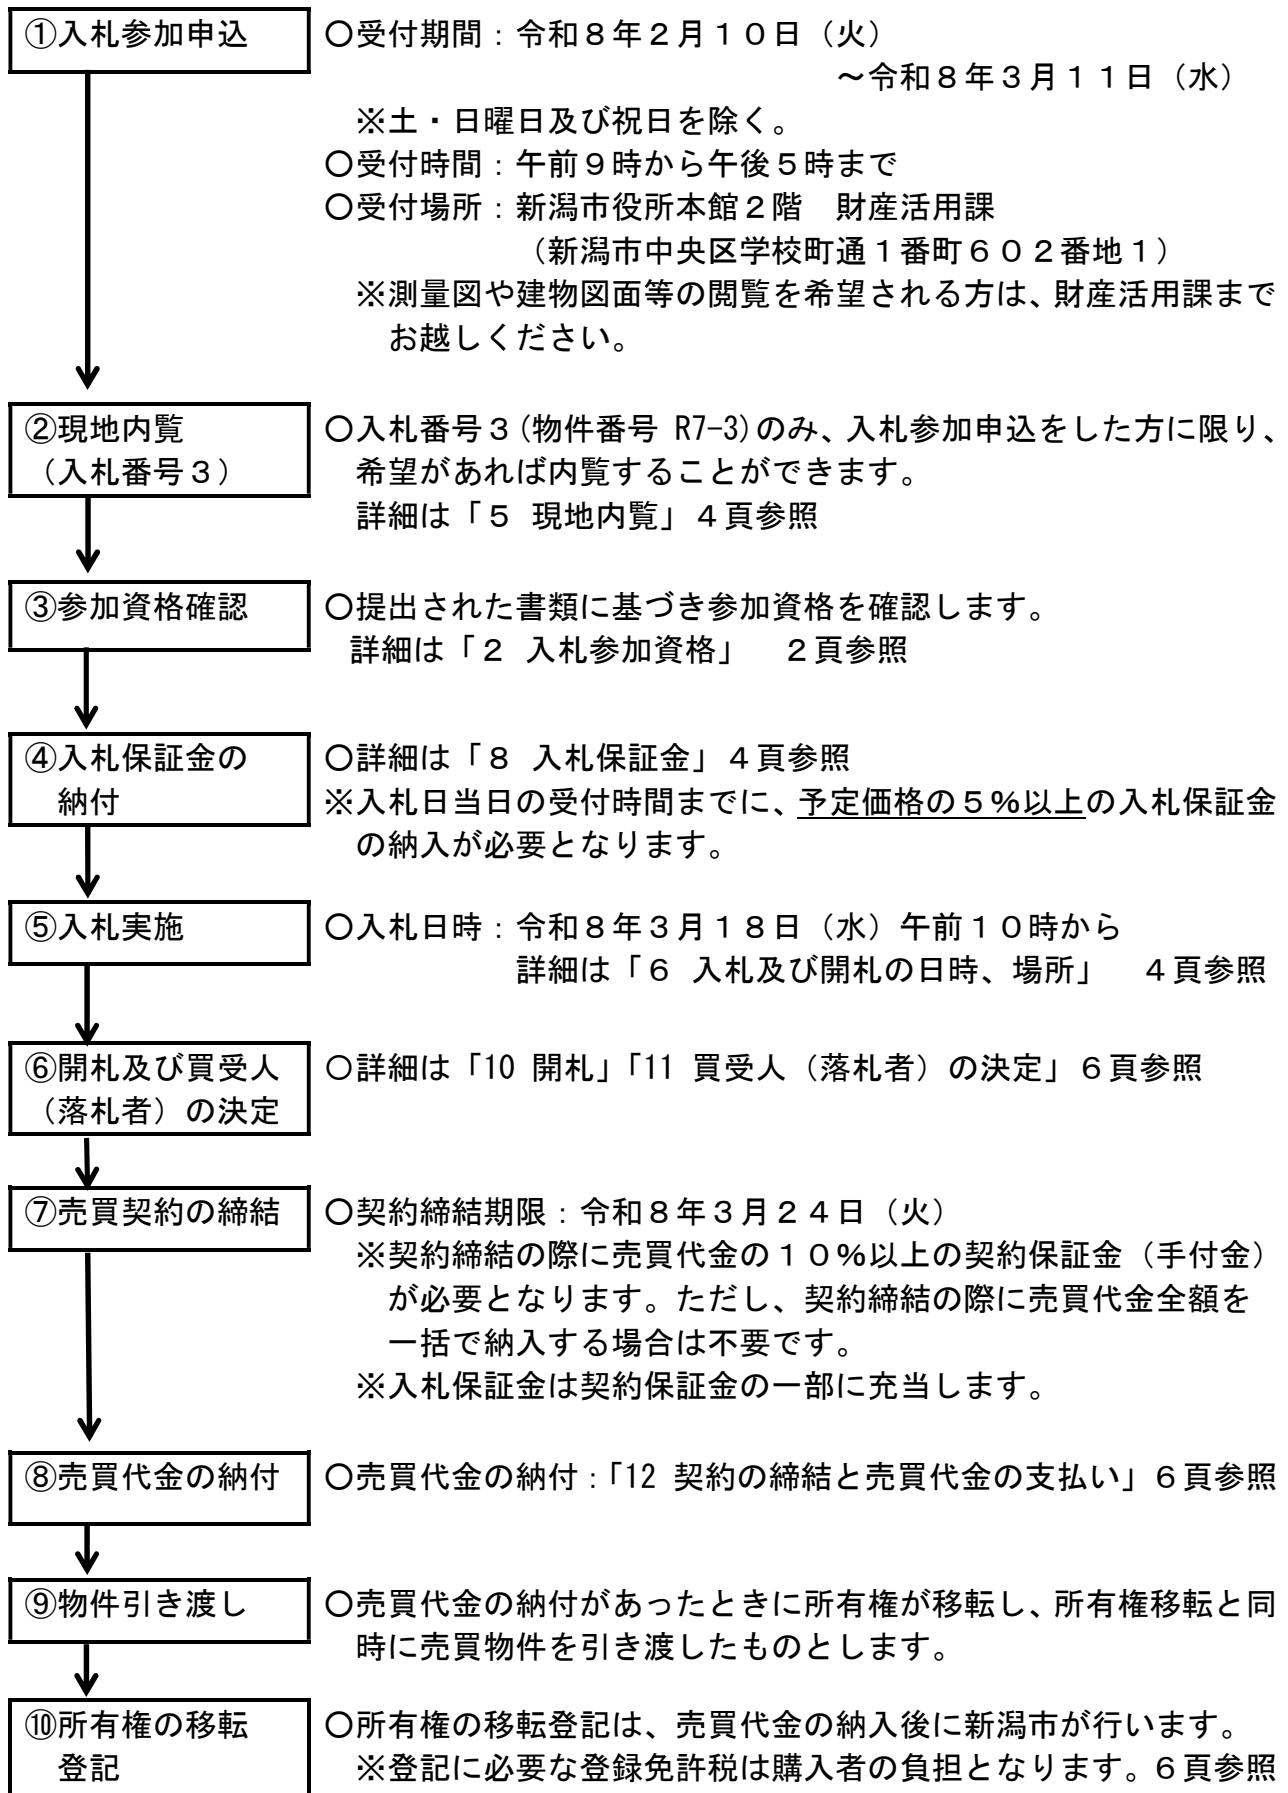 ①入札参加申込
〇受付期間：令和８年２月１０日（火）
～令和８年３月１１日（水）
※土・日曜日及び祝日を除く。
〇受付時間：午前９時から午後５時まで
〇受付場所：新潟市役所本館２階　財産活用課
（新潟市中央区学校町通１番町６０２番地１）
※測量図や建物図面等の閲覧を希望される方は、財産活用課まで
お越しください。
②現地内覧
（入札番号３）
〇入札番号３(物件番号 R7-3)のみ、入札参加申込をした方に限り、
希望があれば内覧することができます。
詳細は「５ 現地内覧」４頁参照
③参加資格確認
〇提出された書類に基づき参加資格を確認します。
詳細は「２ 入札参加資格」　２頁参照
④入札保証金の
納付
〇詳細は「８ 入札保証金」４頁参照
※入札日当日の受付時間までに、予定価格の５％以上の入札保証金
の納入が必要となります。
⑤入札実施
〇入札日時：令和８年３月１８日（水）午前１０時から
詳細は「６ 入札及び開札の日時、場所」　４頁参照
⑥開札及び買受人
（落札者）の決定
〇詳細は「10 開札」「11 買受人（落札者）の決定」６頁参照
⑦売買契約の締結
〇契約締結期限：令和８年３月２４日（火）
※契約締結の際に売買代金の１０％以上の契約保証金（手付金）
が必要となります。ただし、契約締結の際に売買代金全額を
一括で納入する場合は不要です。
※入札保証金は契約保証金の一部に充当します。
⑧売買代金の納付
〇売買代金の納付：「12 契約の締結と売買代金の支払い」６頁参照
⑨物件引き渡し
〇売買代金の納付があったときに所有権が移転し、所有権移転と同
時に売買物件を引き渡したものとします。
⑩所有権の移転
登記
〇所有権の移転登記は、売買代金の納入後に新潟市が行います。
※登記に必要な登録免許税は購入者の負担となります。６頁参照